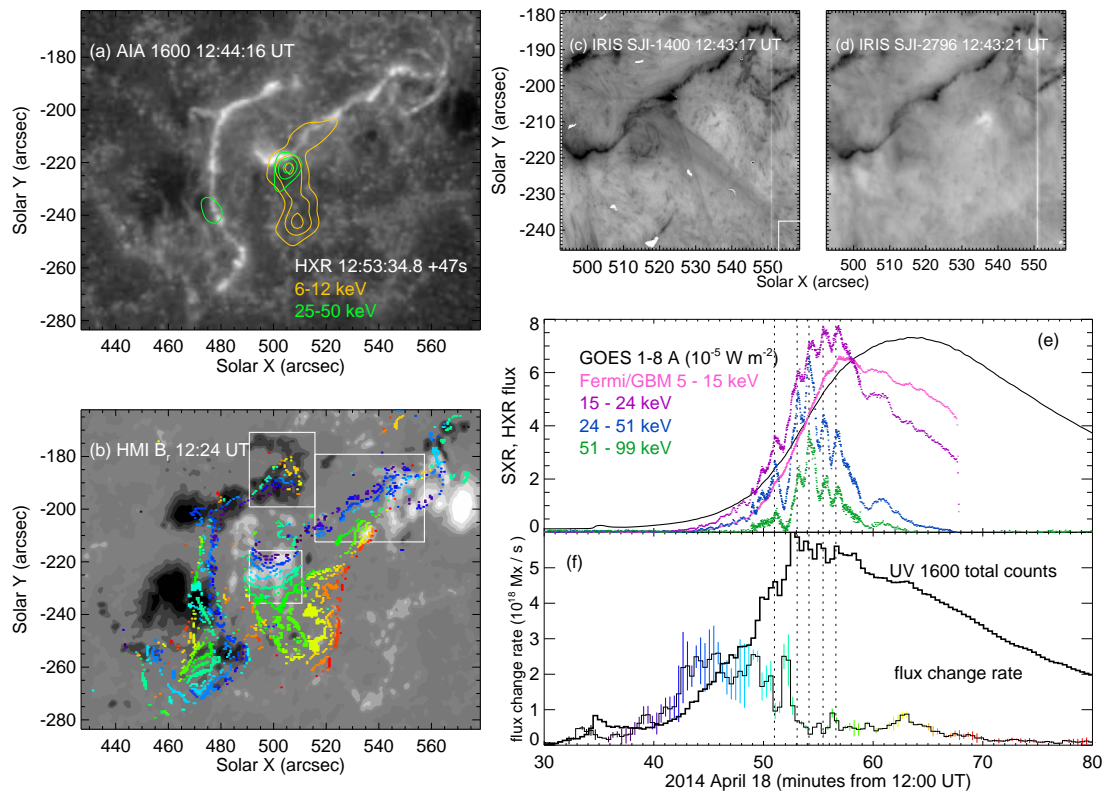 (a) AIA 1600 12:44:16 UT
-180
-200
-220
-240
-260
-280
Solar Y (arcsec)
440 460 480 500 520 540 560
Solar X (arcsec)
HXR 12:53:34.8 +47s
6-12 keV
25-50 keV
(c) IRIS SJI-1400 12:43:17 UT
(d) IRIS SJI-2796 12:43:21 UT
-180
-190
-200
-210
-220
-230
-240
Solar Y (arcsec)
500 510 520 530 540 550
500 510 520 530 540 550
Solar X (arcsec)
(b) HMI Br 12:24 UT
-180
-200
-220
-240
-260
-280
Solar Y (arcsec)
440 460 480 500 520 540 560
Solar X (arcsec)
(e)
8
6
4
2
0
SXR, HXR flux
GOES 1-8 A (10-5 W m-2)
Fermi/GBM 5 - 15 keV
15 - 24 keV
24 - 51 keV
51 - 99 keV
(f)
5
4
3
2
1
0
flux change rate (10^18 Mx / s )
UV 1600 total counts
flux change rate
30 40 50 60 70 80
2014 April 18 (minutes from 12:00 UT)